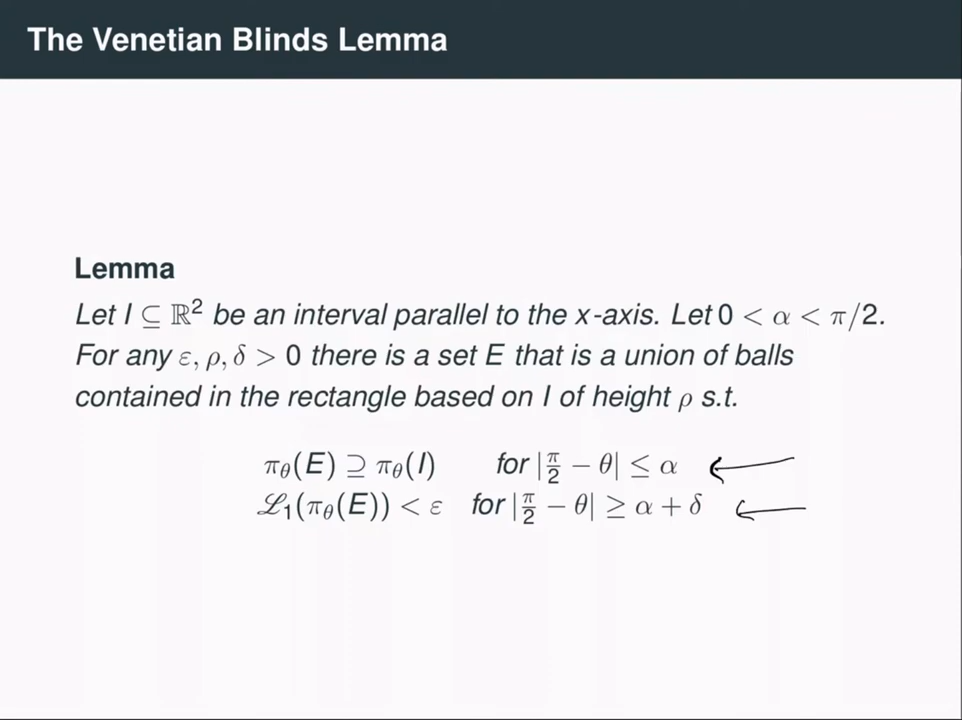 The Venetian Blinds Lemma
Lemma
Let I ⊆ ℝ² be an interval parallel to the x-axis. Let 0 < α < π/2.
For any ε, ρ, δ > 0 there is a set E that is a union of balls
contained in the rectangle based on I of height ρ s.t.
π_θ(E) ⊇ π_θ(I) for |π/2 − θ| ≤ α
ℒ₁(π_θ(E)) < ε for |π/2 − θ| ≥ α + δ